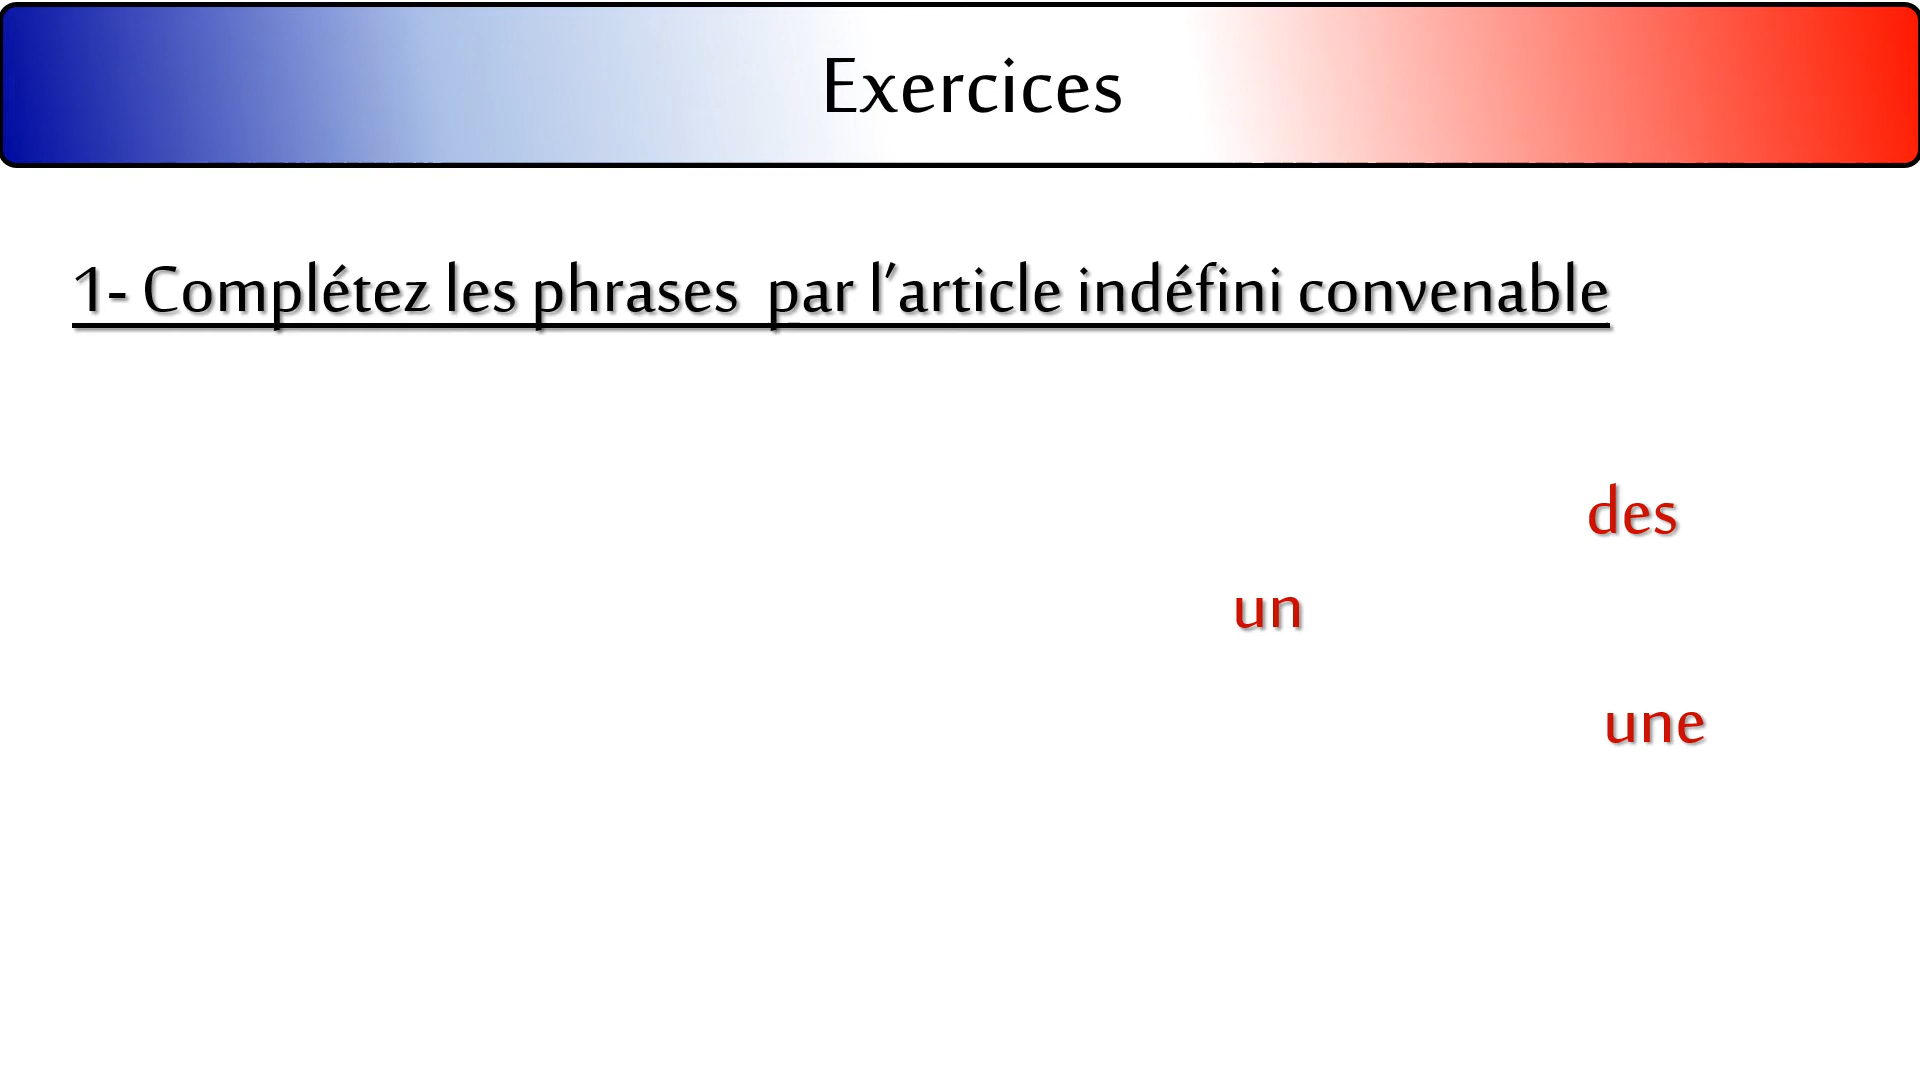 Exercices
1- Complétez les phrases par l’article indéfini convenable
des
un
une